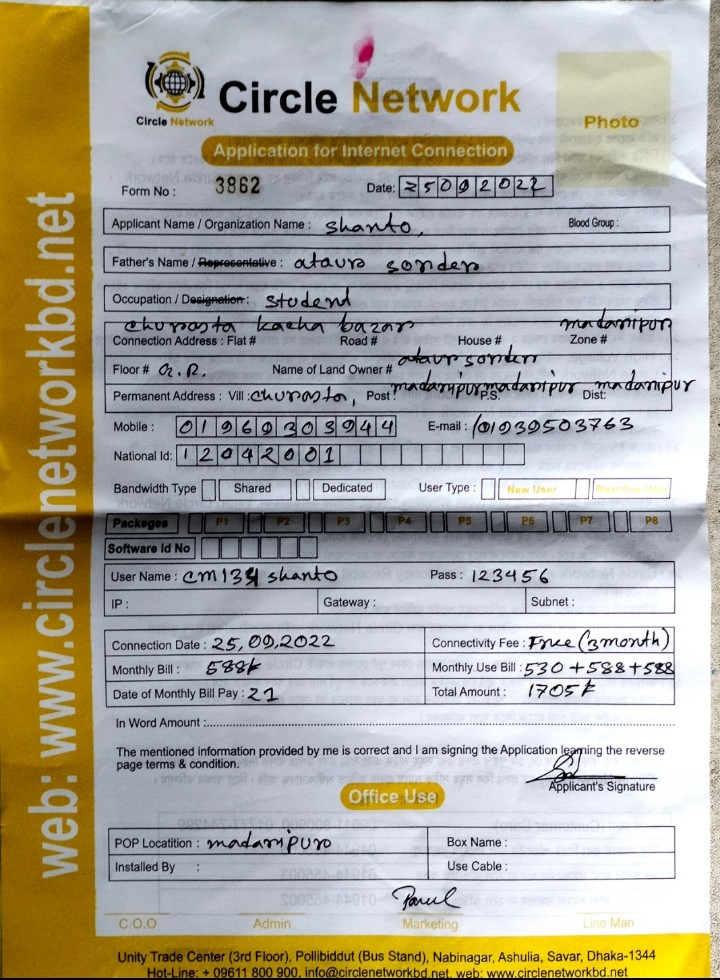 Circle Network
Circle Network
Photo
Application for Internet Connection
Form No : 3862 Date: 25092022
Applicant Name / Organization Name : shanto, Blood Group :
Father's Name / Representative : ataur sorder
Occupation / Designation : Student
churasta kacha bazar madaripur
Connection Address : Flat # Road # House # Zone #
Floor # G.R. Name of Land Owner # ataur sorder
Permanent Address : Vill : churasta, Post : madaripur P.S. madaripur Dist: madaripur
Mobile : 01969303944 E-mail : (01939503763
National Id: 12042001
Bandwidth Type Shared Dedicated User Type : New User Reactive User
Packages P1 P2 P3 P4 P5 P6 P7 P8
Software Id No
User Name : cm134 shanto Pass : 123456
IP : Gateway : Subnet :
Connection Date : 25,09,2022 Connectivity Fee : Free (3month)
Monthly Bill : 588৳ Monthly Use Bill : 530 + 588 + 588
Date of Monthly Bill Pay : 21 Total Amount : 1705৳
In Word Amount :
The mentioned information provided by me is correct and I am signing the Application learning the reverse
page terms & condition.
Applicant's Signature
Office Use
POP Locatition : madaripur Box Name :
Installed By : Use Cable :
Parul
C.O.O Admin Marketing Line Man
Unity Trade Center (3rd Floor), Pollibiddut (Bus Stand), Nabinagar, Ashulia, Savar, Dhaka-1344
Hot-Line: + 09611 800 900, info@circlenetworkbd.net, web: www.circlenetworkbd.net
web: www.circlenetworkbd.net